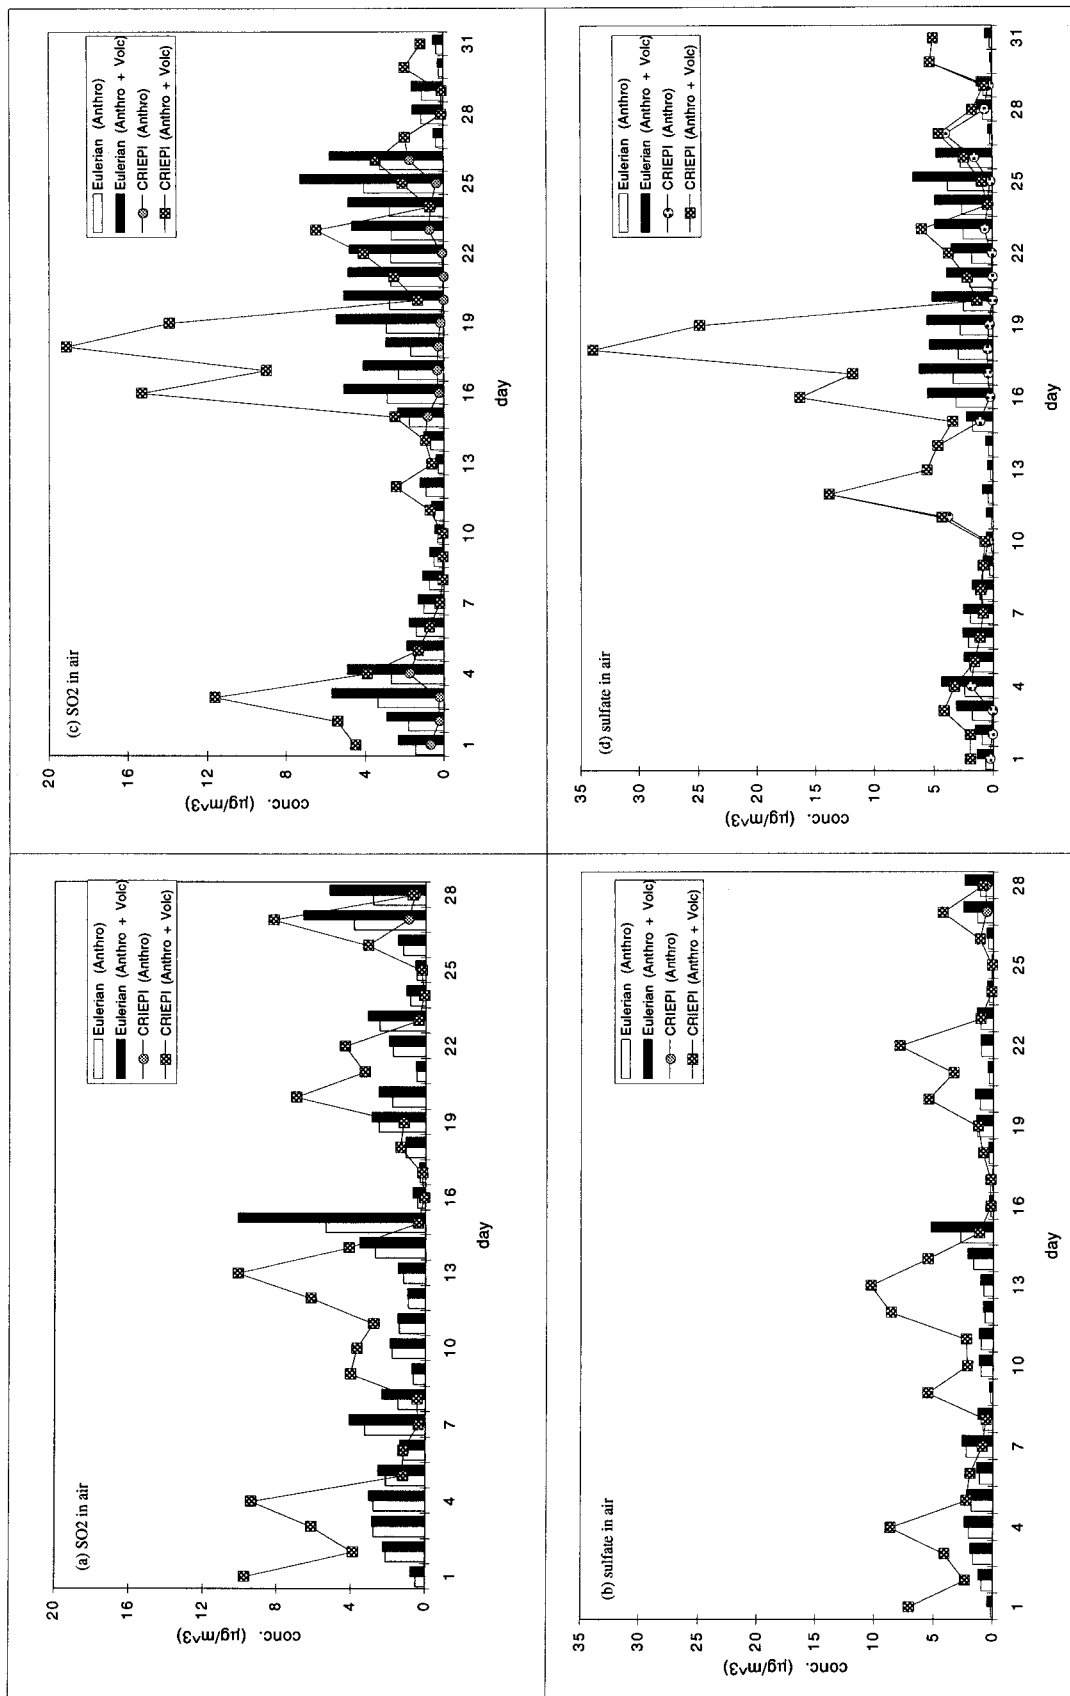 (a) SO2 in air
Eulerian (Anthro)
Eulerian (Anthro + Volc)
CRIEPI (Anthro)
CRIEPI (Anthro + Volc)
conc. (µg/m^3)
20
16
12
8
4
0
1 4 7 10 13 16 19 22 25 28
day
(b) sulfate in air
Eulerian (Anthro)
Eulerian (Anthro + Volc)
CRIEPI (Anthro)
CRIEPI (Anthro + Volc)
conc. (µg/m^3)
35
30
25
20
15
10
5
0
1 4 7 10 13 16 19 22 25 28
day
(c) SO2 in air
Eulerian (Anthro)
Eulerian (Anthro + Volc)
CRIEPI (Anthro)
CRIEPI (Anthro + Volc)
conc. (µg/m^3)
20
16
12
8
4
0
1 4 7 10 13 16 19 22 25 28 31
day
(d) sulfate in air
Eulerian (Anthro)
Eulerian (Anthro + Volc)
CRIEPI (Anthro)
CRIEPI (Anthro + Volc)
conc. (µg/m^3)
35
30
25
20
15
10
5
0
1 4 7 10 13 16 19 22 25 28 31
day